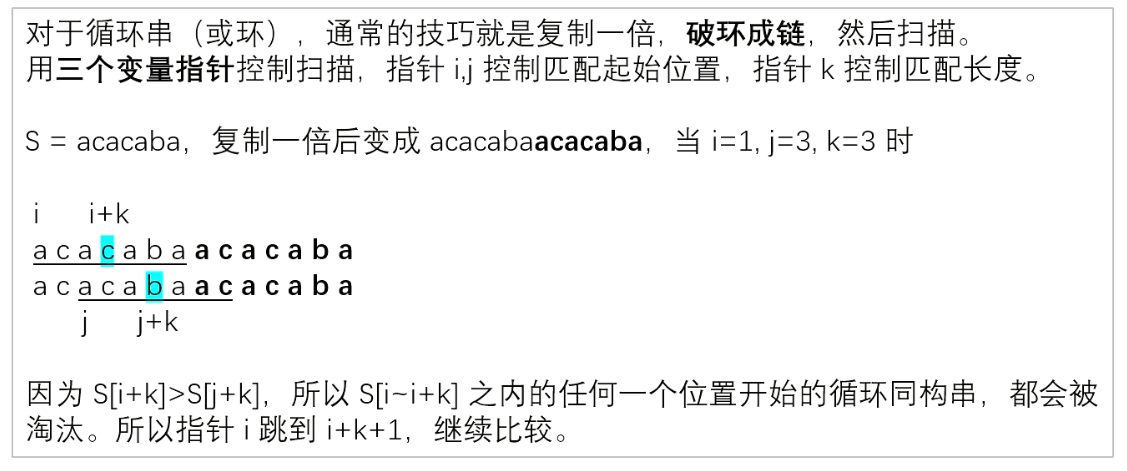 对于循环串（或环），通常的技巧就是复制一倍，破环成链，然后扫描。
用三个变量指针控制扫描，指针 i,j 控制匹配起始位置，指针 k 控制匹配长度。
S = acacaba，复制一倍后变成 acacabaacacaba，当 i=1, j=3, k=3 时
i i+k
a c a c a b a a c a c a b a
a c a c a b a a c a c a b a
j j+k
因为 S[i+k]>S[j+k]，所以 S[i~i+k] 之内的任何一个位置开始的循环同构串，都会被
淘汰。所以指针 i 跳到 i+k+1，继续比较。